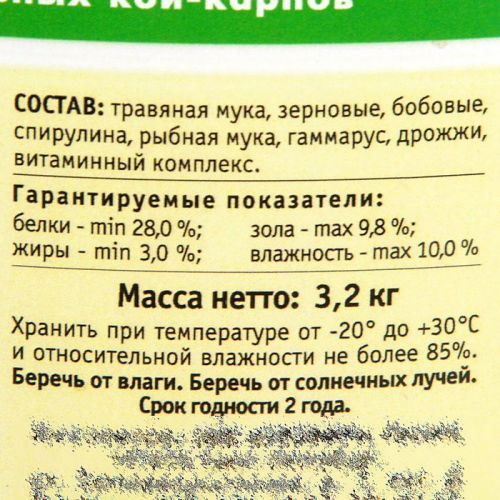 кои-карпов
СОСТАВ: травяная мука, зерновые, бобовые,
спирулина, рыбная мука, гаммарус, дрожжи,
витаминный комплекс.
Гарантируемые показатели:
белки - min 28,0 %; зола - max 9,8 %;
жиры - min 3,0 %; влажность - max 10,0 %
Масса нетто: 3,2 кг
Хранить при температуре от -20° до +30°С
и относительной влажности не более 85%.
Беречь от влаги. Беречь от солнечных лучей.
Срок годности 2 года.